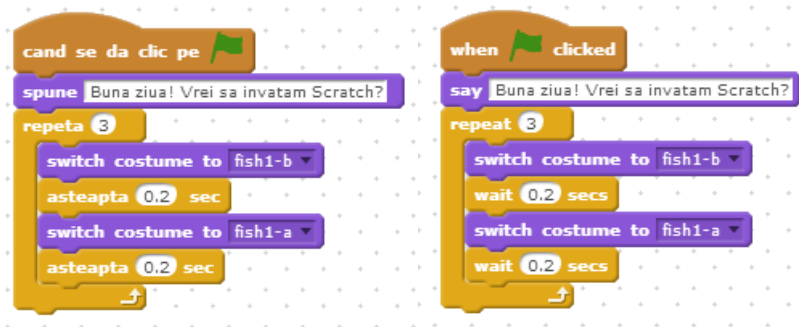 cand se da clic pe
spune Buna ziua! Vrei sa invatam Scratch?
repeta 3
switch costume to fish1-b
asteapta 0.2 sec
switch costume to fish1-a
asteapta 0.2 sec
when clicked
say Buna ziua! Vrei sa invatam Scratch?
repeat 3
switch costume to fish1-b
wait 0.2 secs
switch costume to fish1-a
wait 0.2 secs